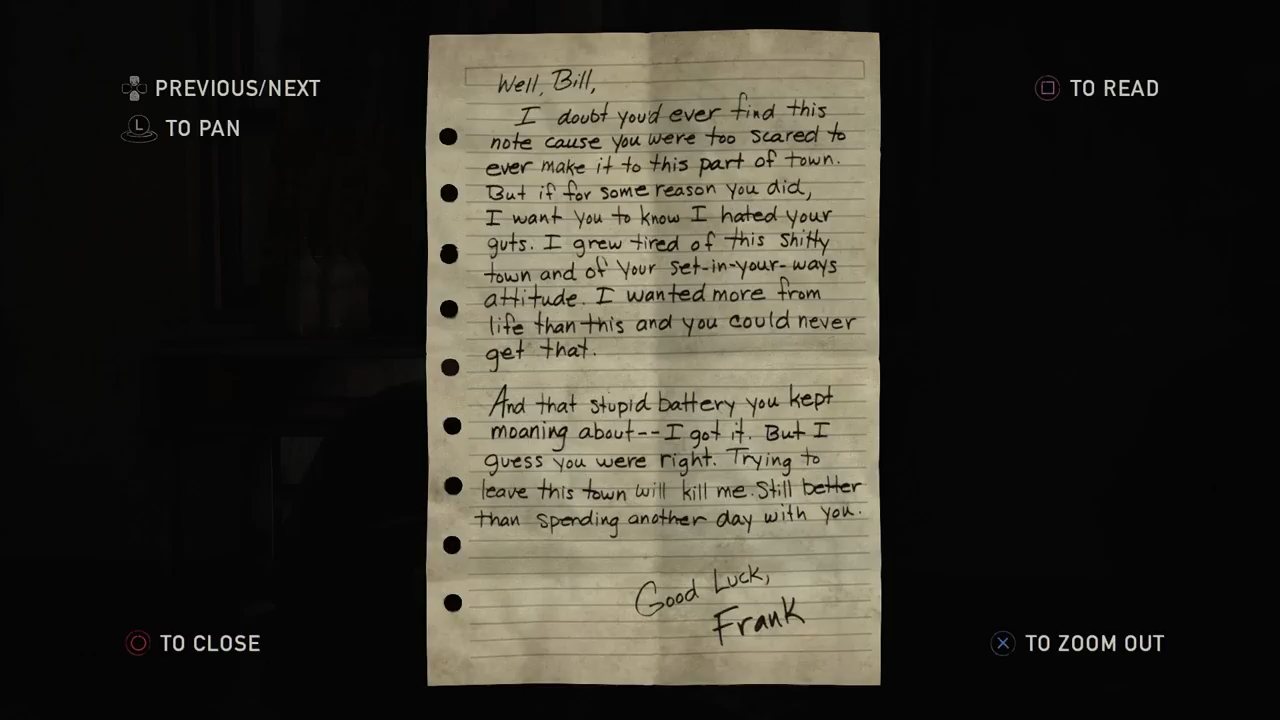 PREVIOUS/NEXT
L TO PAN
TO READ
Well, Bill,
I doubt you'd ever find this
note cause you were too scared to
ever make it to this part of town.
But if for some reason you did,
I want you to know I hated your
guts. I grew tired of this shitty
town and of your set-in-your-ways
attitude. I wanted more from
life than this and you could never
get that.
And that stupid battery you kept
moaning about--I got it. But I
guess you were right. Trying to
leave this town will kill me. Still better
than spending another day with you.
Good Luck,
Frank
TO CLOSE
TO ZOOM OUT